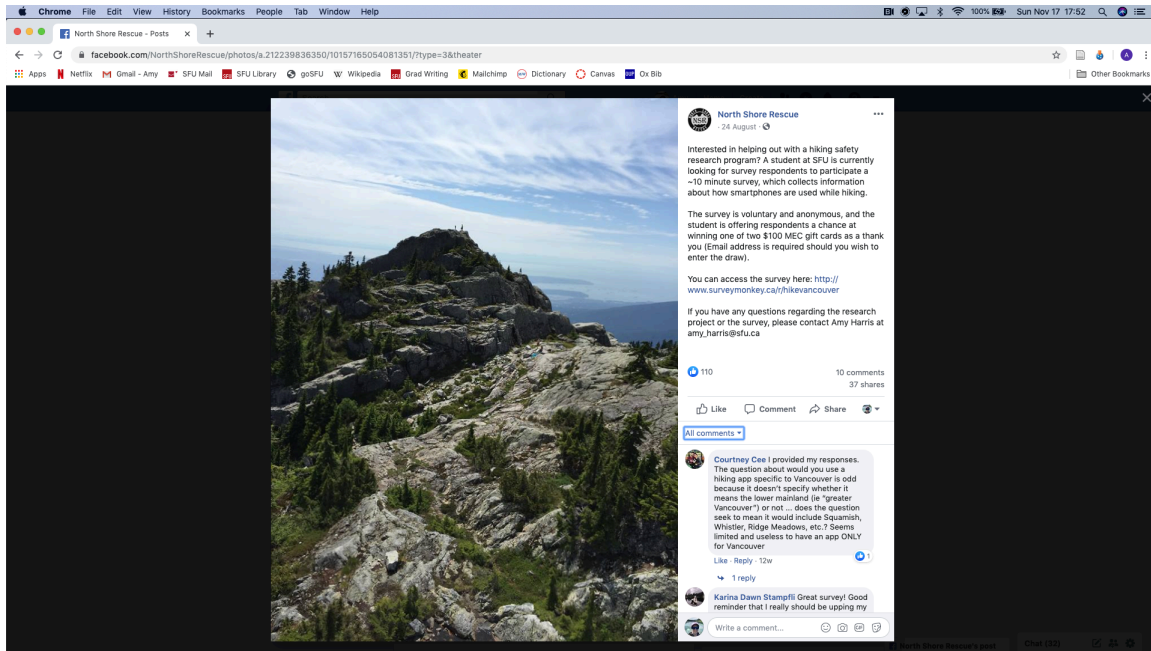 Chrome File Edit View History Bookmarks People Tab Window Help
100% Sun Nov 17 17:52
North Shore Rescue - Posts
facebook.com/NorthShoreRescue/photos/a.212239836350/10157165054081351/?type=3&theater
Apps Netflix Gmail - Amy SFU Mail SFU Library goSFU Wikipedia Grad Writing Mailchimp Dictionary Canvas Ox Bib Other Bookmarks
North Shore Rescue
· 24 August ·
Interested in helping out with a hiking safety
research program? A student at SFU is currently
looking for survey respondents to participate a
~10 minute survey, which collects information
about how smartphones are used while hiking.
The survey is voluntary and anonymous, and the
student is offering respondents a chance at
winning one of two $100 MEC gift cards as a thank
you (Email address is required should you wish to
enter the draw).
You can access the survey here: http://
www.surveymonkey.ca/r/hikevancouver
If you have any questions regarding the research
project or the survey, please contact Amy Harris at
amy_harris@sfu.ca
110 10 comments
37 shares
Like Comment Share
All comments
Courtney Cee I provided my responses.
The question about would you use a
hiking app specific to Vancouver is odd
because it doesn't specify whether it
means the lower mainland (ie "greater
Vancouver") or not ... does the question
seek to mean it would include Squamish,
Whistler, Ridge Meadows, etc.? Seems
limited and useless to have an app ONLY
for Vancouver
1
Like · Reply · 12w
1 reply
Karina Dawn Stampfli Great survey! Good
reminder that I really should be upping my
Write a comment...
North Shore Rescue's post Chat (32)